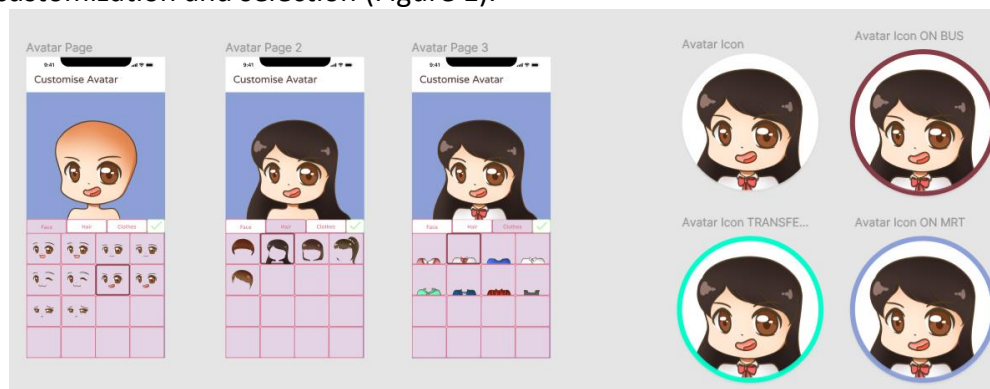 customization and selection (Figure 2).
Avatar Page
9:41
Customise Avatar
Face Hair Clothes
Avatar Page 2
9:41
Customise Avatar
Face Hair Clothes
Avatar Page 3
9:41
Customise Avatar
Face Hair Clothes
Avatar Icon
Avatar Icon ON BUS
Avatar Icon TRANSFE...
Avatar Icon ON MRT